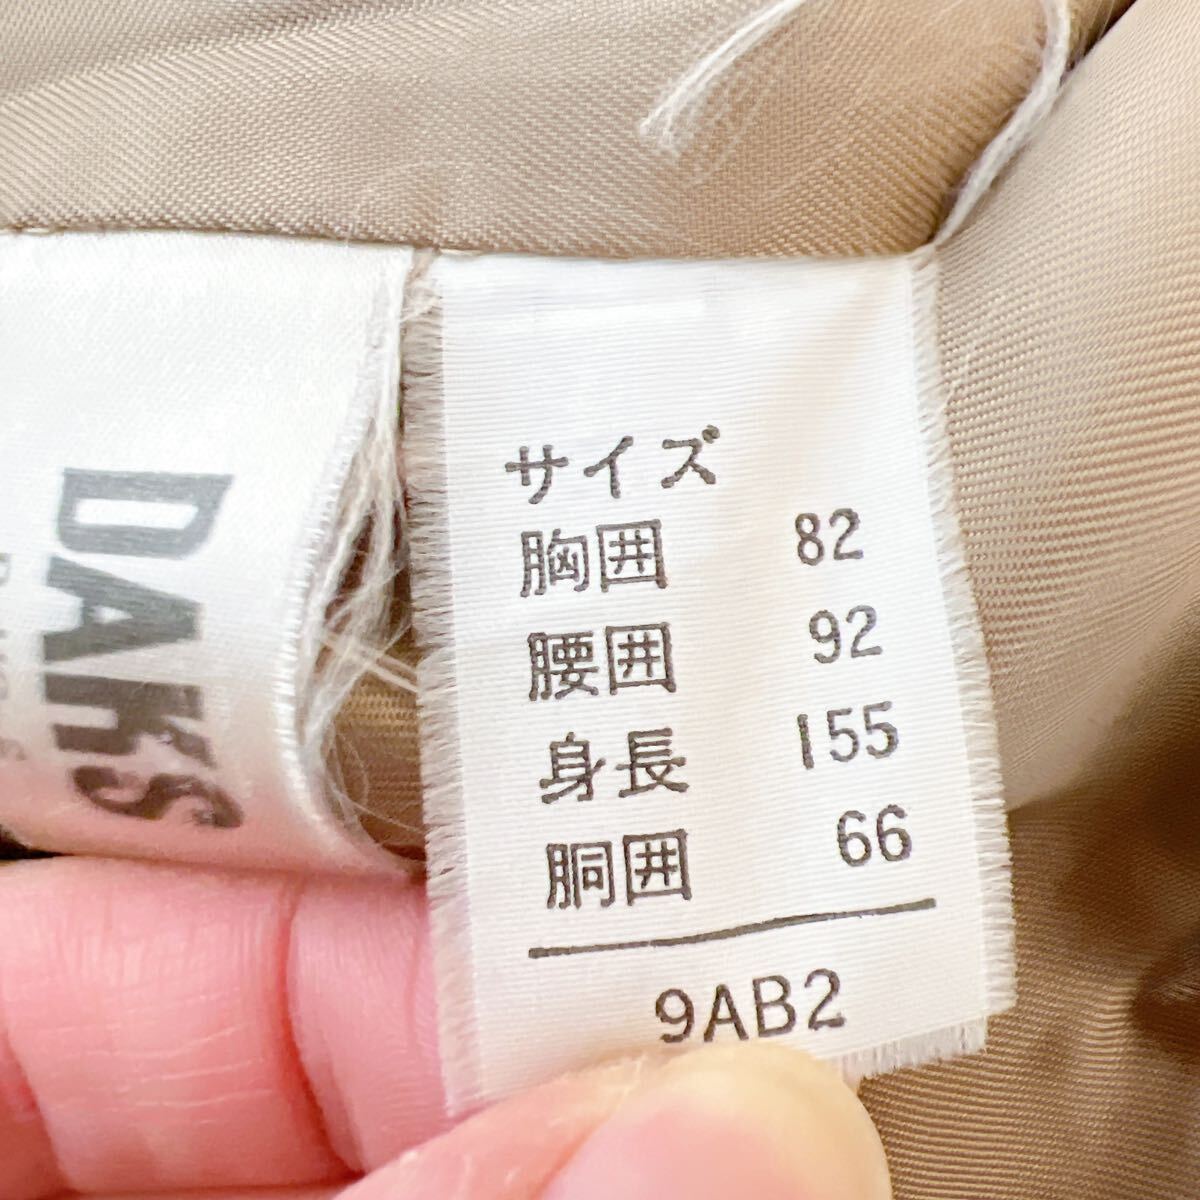 DAKS
サイズ
胸囲 82
腰囲 92
身長 155
胴囲 66
9AB2